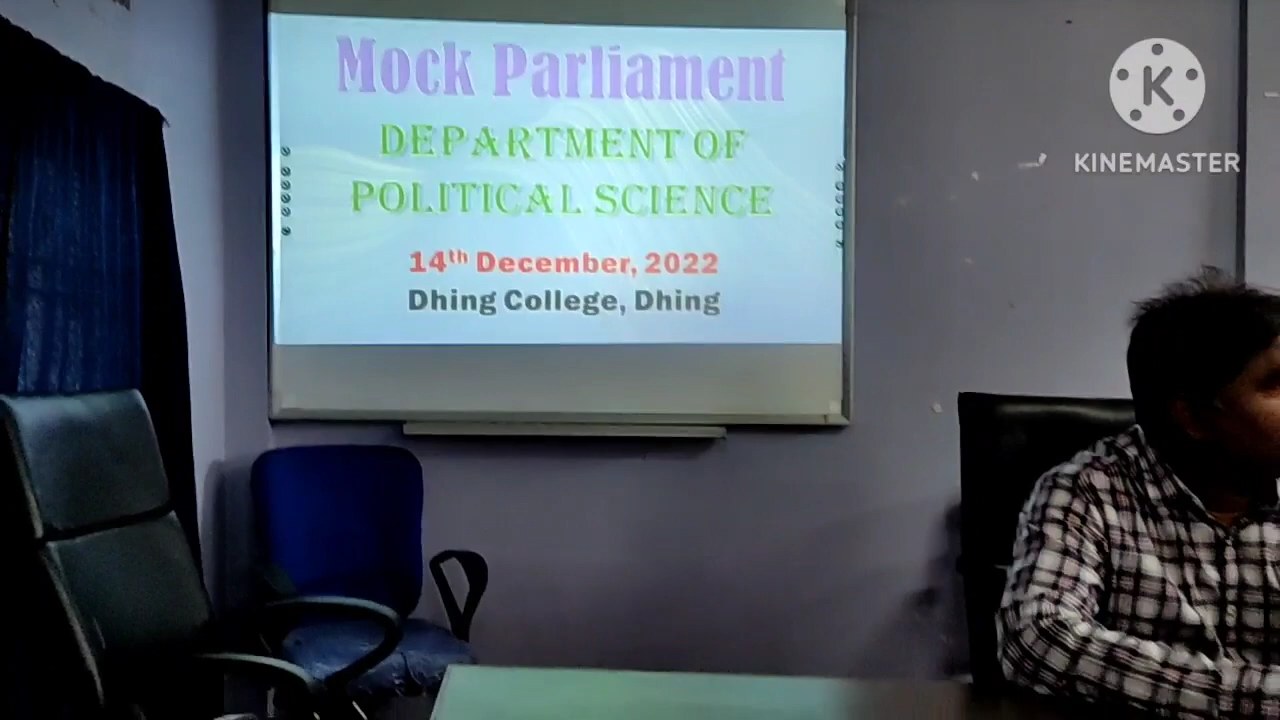 Mock Parliament
DEPARTMENT OF
POLITICAL SCIENCE
14th December, 2022
Dhing College, Dhing
K
KINEMASTER